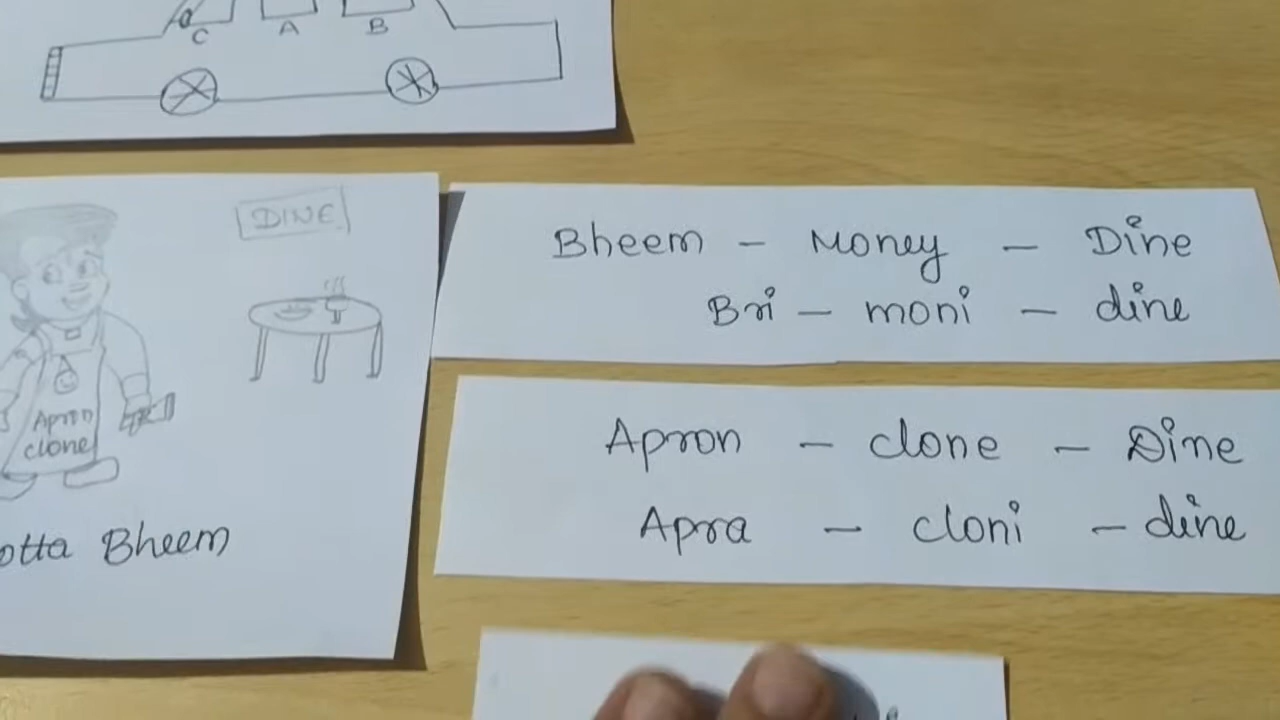 C A B
DINE
Apron
clone
otta Bheem
Bheem – Money – Dine
Bri – moni – dine
Apron – clone – Dine
Apra – cloni – dine